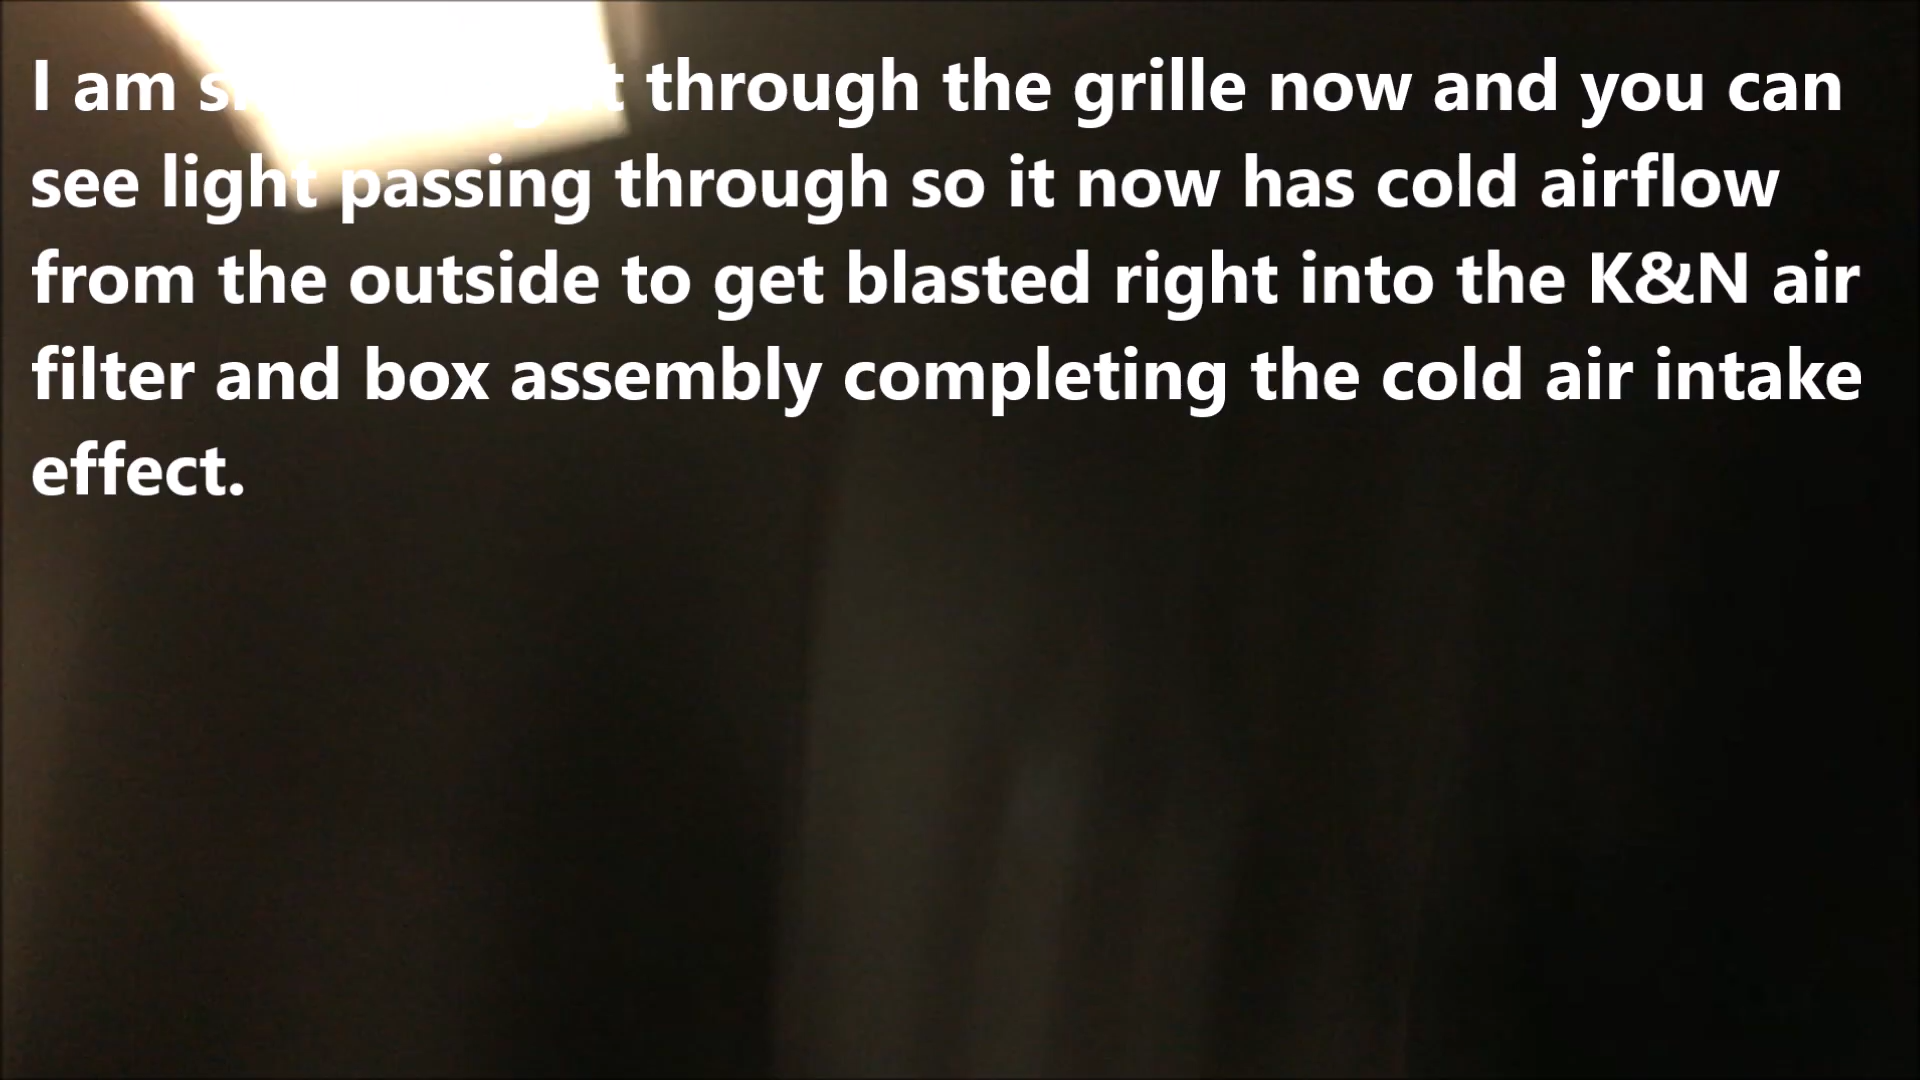 I am through the grille now and you can
see light passing through so it now has cold airflow
from the outside to get blasted right into the K&N air
filter and box assembly completing the cold air intake
effect.